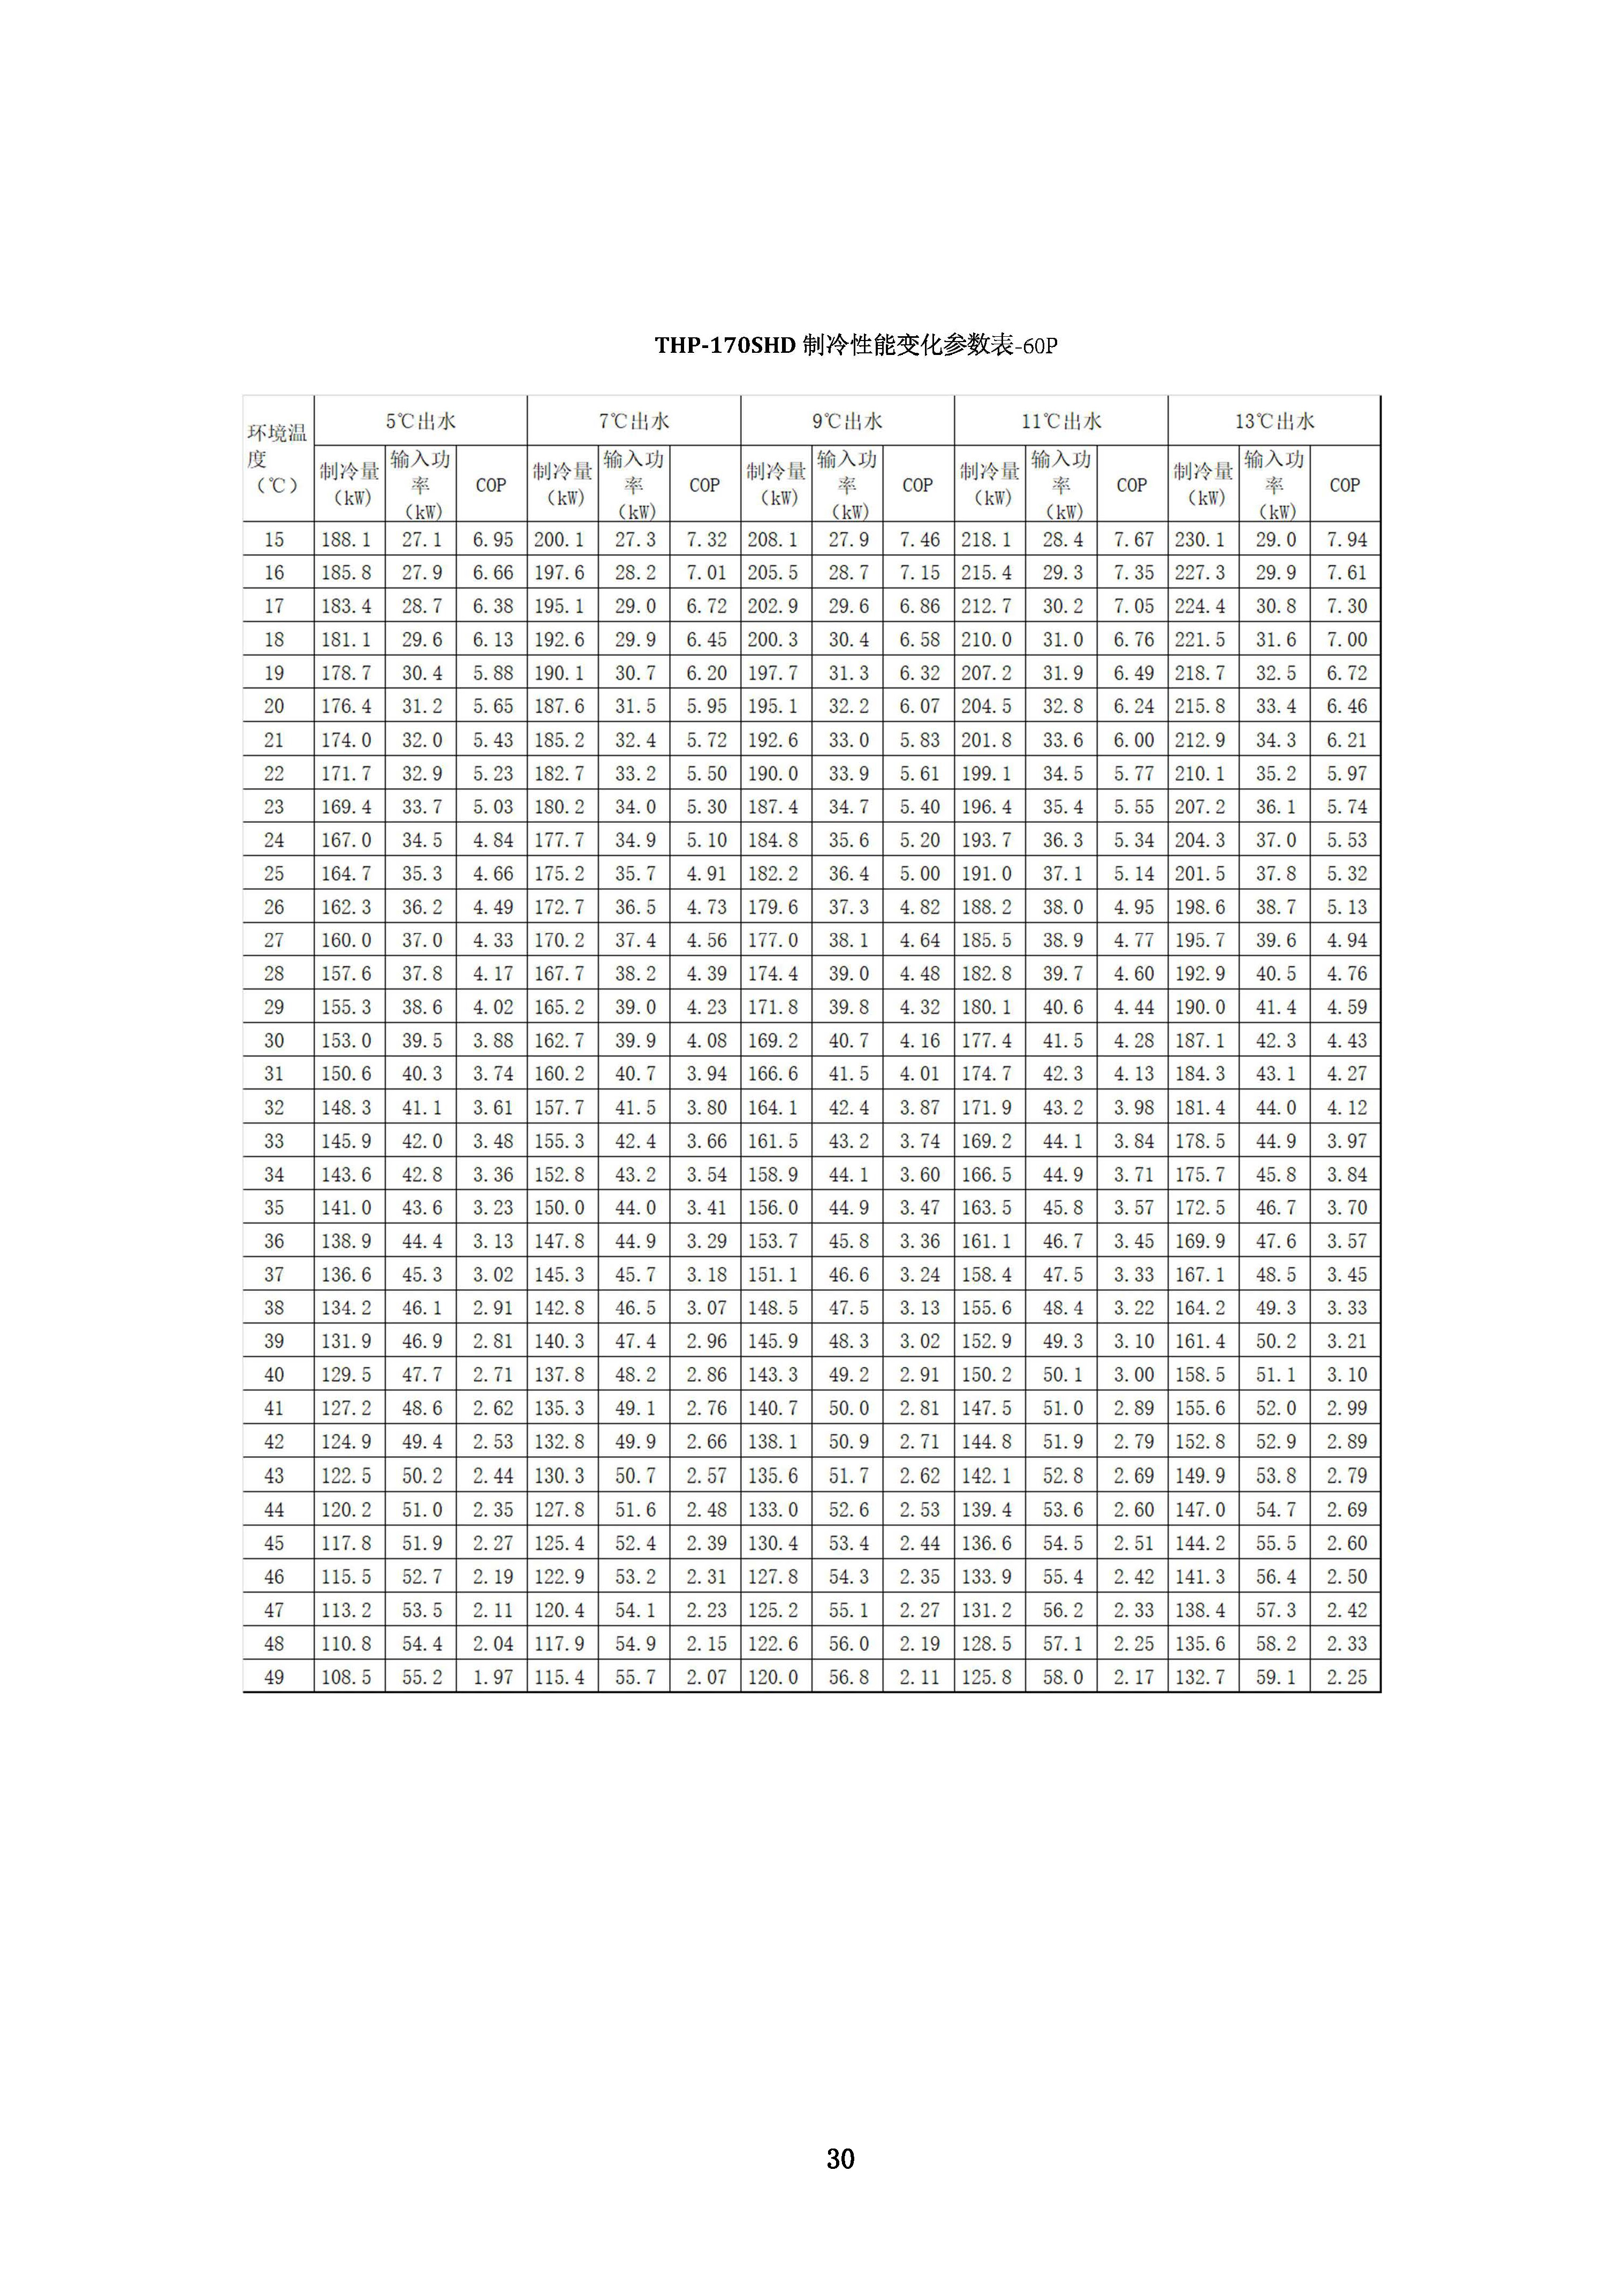 THP-170SHD 制冷性能变化参数表-60P
环境温度（℃） 5℃出水 7℃出水 9℃出水 11℃出水 13℃出水
制冷量（kW) 输入功率（kW) COP 制冷量（kW) 输入功率（kW) COP 制冷量（kW) 输入功率（kW) COP 制冷量（kW) 输入功率（kW) COP 制冷量（kW) 输入功率（kW) COP
15 188.1 27.1 6.95 200.1 27.3 7.32 208.1 27.9 7.46 218.1 28.4 7.67 230.1 29.0 7.94
16 185.8 27.9 6.66 197.6 28.2 7.01 205.5 28.7 7.15 215.4 29.3 7.35 227.3 29.9 7.61
17 183.4 28.7 6.38 195.1 29.0 6.72 202.9 29.6 6.86 212.7 30.2 7.05 224.4 30.8 7.30
18 181.1 29.6 6.13 192.6 29.9 6.45 200.3 30.4 6.58 210.0 31.0 6.76 221.5 31.6 7.00
19 178.7 30.4 5.88 190.1 30.7 6.20 197.7 31.3 6.32 207.2 31.9 6.49 218.7 32.5 6.72
20 176.4 31.2 5.65 187.6 31.5 5.95 195.1 32.2 6.07 204.5 32.8 6.24 215.8 33.4 6.46
21 174.0 32.0 5.43 185.2 32.4 5.72 192.6 33.0 5.83 201.8 33.6 6.00 212.9 34.3 6.21
22 171.7 32.9 5.23 182.7 33.2 5.50 190.0 33.9 5.61 199.1 34.5 5.77 210.1 35.2 5.97
23 169.4 33.7 5.03 180.2 34.0 5.30 187.4 34.7 5.40 196.4 35.4 5.55 207.2 36.1 5.74
24 167.0 34.5 4.84 177.7 34.9 5.10 184.8 35.6 5.20 193.7 36.3 5.34 204.3 37.0 5.53
25 164.7 35.3 4.66 175.2 35.7 4.91 182.2 36.4 5.00 191.0 37.1 5.14 201.5 37.8 5.32
26 162.3 36.2 4.49 172.7 36.5 4.73 179.6 37.3 4.82 188.2 38.0 4.95 198.6 38.7 5.13
27 160.0 37.0 4.33 170.2 37.4 4.56 177.0 38.1 4.64 185.5 38.9 4.77 195.7 39.6 4.94
28 157.6 37.8 4.17 167.7 38.2 4.39 174.4 39.0 4.48 182.8 39.7 4.60 192.9 40.5 4.76
29 155.3 38.6 4.02 165.2 39.0 4.23 171.8 39.8 4.32 180.1 40.6 4.44 190.0 41.4 4.59
30 153.0 39.5 3.88 162.7 39.9 4.08 169.2 40.7 4.16 177.4 41.5 4.28 187.1 42.3 4.43
31 150.6 40.3 3.74 160.2 40.7 3.94 166.6 41.5 4.01 174.7 42.3 4.13 184.3 43.1 4.27
32 148.3 41.1 3.61 157.7 41.5 3.80 164.1 42.4 3.87 171.9 43.2 3.98 181.4 44.0 4.12
33 145.9 42.0 3.48 155.3 42.4 3.66 161.5 43.2 3.74 169.2 44.1 3.84 178.5 44.9 3.97
34 143.6 42.8 3.36 152.8 43.2 3.54 158.9 44.1 3.60 166.5 44.9 3.71 175.7 45.8 3.84
35 141.0 43.6 3.23 150.0 44.0 3.41 156.0 44.9 3.47 163.5 45.8 3.57 172.5 46.7 3.70
36 138.9 44.4 3.13 147.8 44.9 3.29 153.7 45.8 3.36 161.1 46.7 3.45 169.9 47.6 3.57
37 136.6 45.3 3.02 145.3 45.7 3.18 151.1 46.6 3.24 158.4 47.5 3.33 167.1 48.5 3.45
38 134.2 46.1 2.91 142.8 46.5 3.07 148.5 47.5 3.13 155.6 48.4 3.22 164.2 49.3 3.33
39 131.9 46.9 2.81 140.3 47.4 2.96 145.9 48.3 3.02 152.9 49.3 3.10 161.4 50.2 3.21
40 129.5 47.7 2.71 137.8 48.2 2.86 143.3 49.2 2.91 150.2 50.1 3.00 158.5 51.1 3.10
41 127.2 48.6 2.62 135.3 49.1 2.76 140.7 50.0 2.81 147.5 51.0 2.89 155.6 52.0 2.99
42 124.9 49.4 2.53 132.8 49.9 2.66 138.1 50.9 2.71 144.8 51.9 2.79 152.8 52.9 2.89
43 122.5 50.2 2.44 130.3 50.7 2.57 135.6 51.7 2.62 142.1 52.8 2.69 149.9 53.8 2.79
44 120.2 51.0 2.35 127.8 51.6 2.48 133.0 52.6 2.53 139.4 53.6 2.60 147.0 54.7 2.69
45 117.8 51.9 2.27 125.4 52.4 2.39 130.4 53.4 2.44 136.6 54.5 2.51 144.2 55.5 2.60
46 115.5 52.7 2.19 122.9 53.2 2.31 127.8 54.3 2.35 133.9 55.4 2.42 141.3 56.4 2.50
47 113.2 53.5 2.11 120.4 54.1 2.23 125.2 55.1 2.27 131.2 56.2 2.33 138.4 57.3 2.42
48 110.8 54.4 2.04 117.9 54.9 2.15 122.6 56.0 2.19 128.5 57.1 2.25 135.6 58.2 2.33
49 108.5 55.2 1.97 115.4 55.7 2.07 120.0 56.8 2.11 125.8 58.0 2.17 132.7 59.1 2.25
30